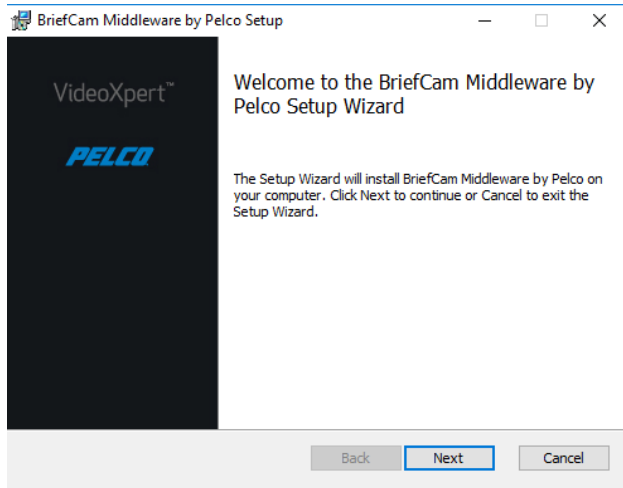 BriefCam Middleware by Pelco Setup
VideoXpert™
PELCO
Welcome to the BriefCam Middleware by
Pelco Setup Wizard
The Setup Wizard will install BriefCam Middleware by Pelco on
your computer. Click Next to continue or Cancel to exit the
Setup Wizard.
Back Next Cancel